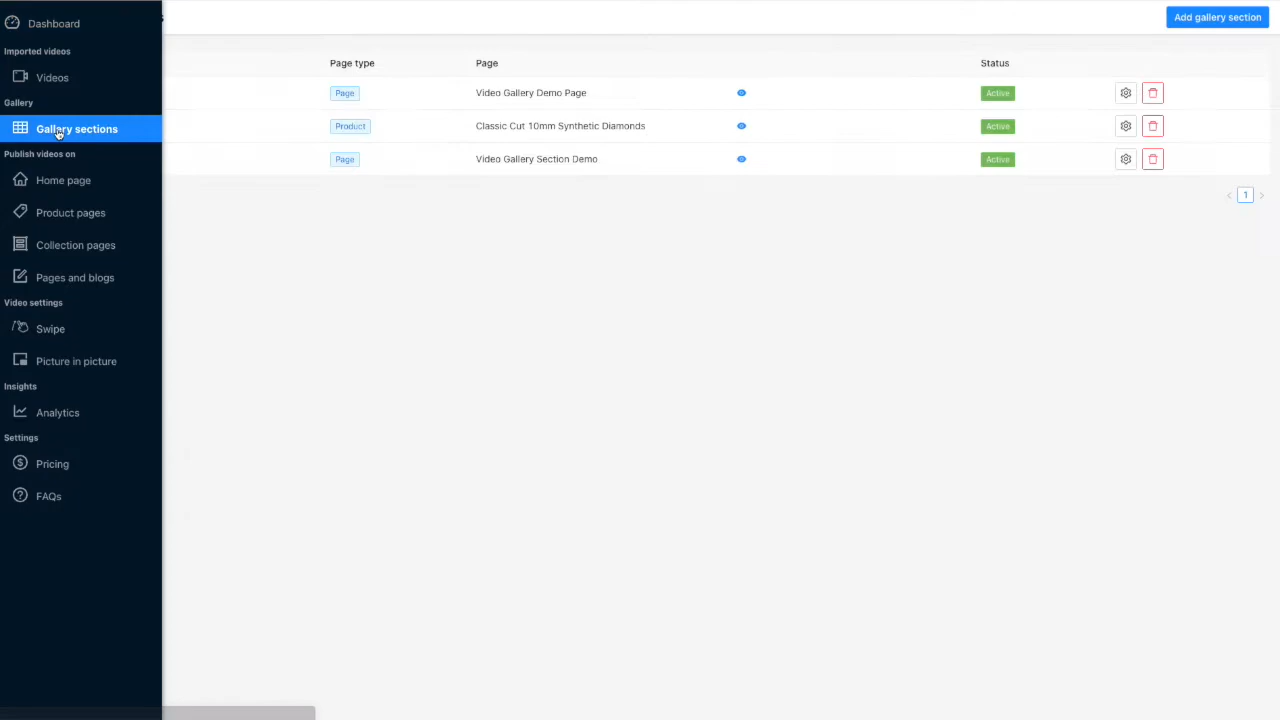 Dashboard
Imported videos
Videos
Gallery
Gallery sections
Publish videos on
Home page
Product pages
Collection pages
Pages and blogs
Video settings
Swipe
Picture in picture
Insights
Analytics
Settings
Pricing
FAQs
Add gallery section
Page type Page Status
Page Video Gallery Demo Page Active
Product Classic Cut 10mm Synthetic Diamonds Active
Page Video Gallery Section Demo Active
1